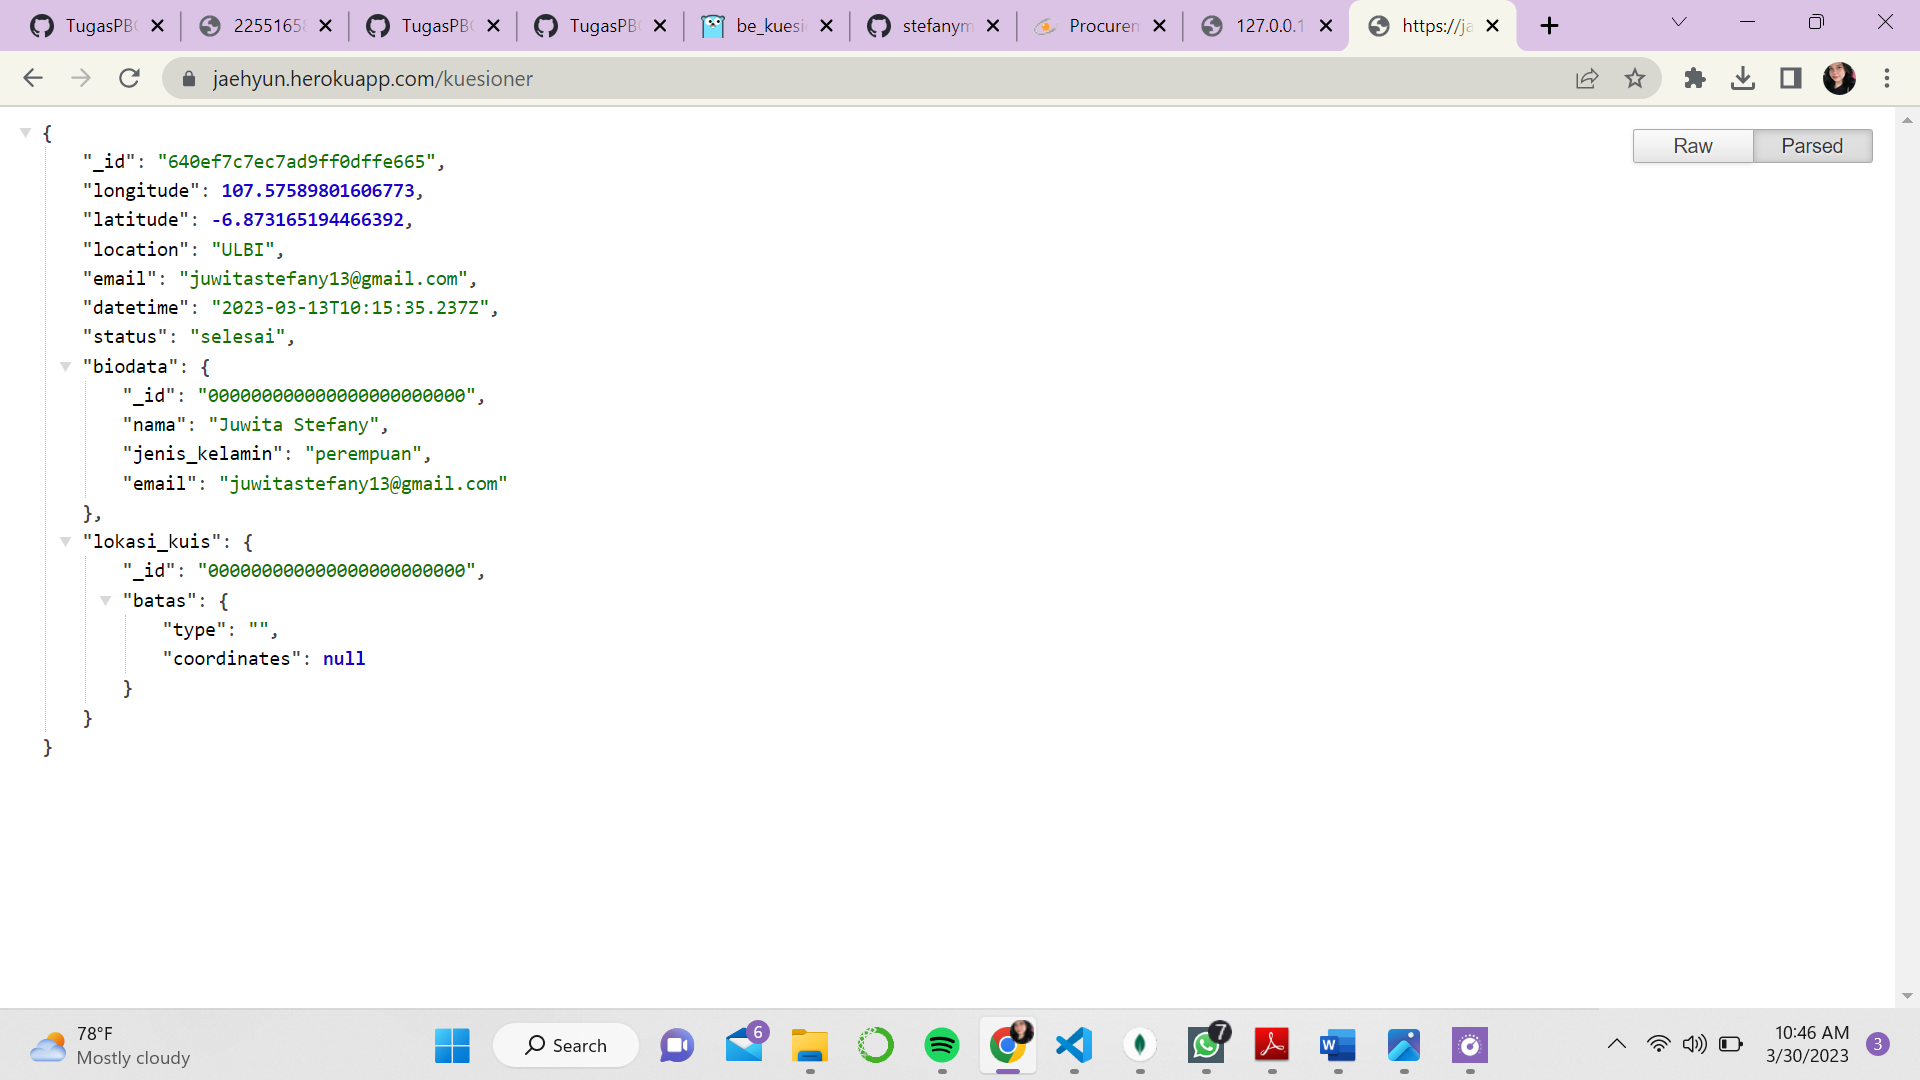 TugasPB
2255165
TugasPB
TugasPB
be_kuesi
stefanym
Procurem
127.0.0.1
https://ja
jaehyun.herokuapp.com/kuesioner
Raw
Parsed
{
"_id": "640ef7c7ec7ad9ff0dffe665",
"longitude": 107.57589801606773,
"latitude": -6.873165194466392,
"location": "ULBI",
"email": "juwitastefany13@gmail.com",
"datetime": "2023-03-13T10:15:35.237Z",
"status": "selesai",
"biodata": {
"_id": "000000000000000000000000",
"nama": "Juwita Stefany",
"jenis_kelamin": "perempuan",
"email": "juwitastefany13@gmail.com"
},
"lokasi_kuis": {
"_id": "000000000000000000000000",
"batas": {
"type": "",
"coordinates": null
}
}
}
78°F
Mostly cloudy
Search
6
7
10:46 AM
3/30/2023
3